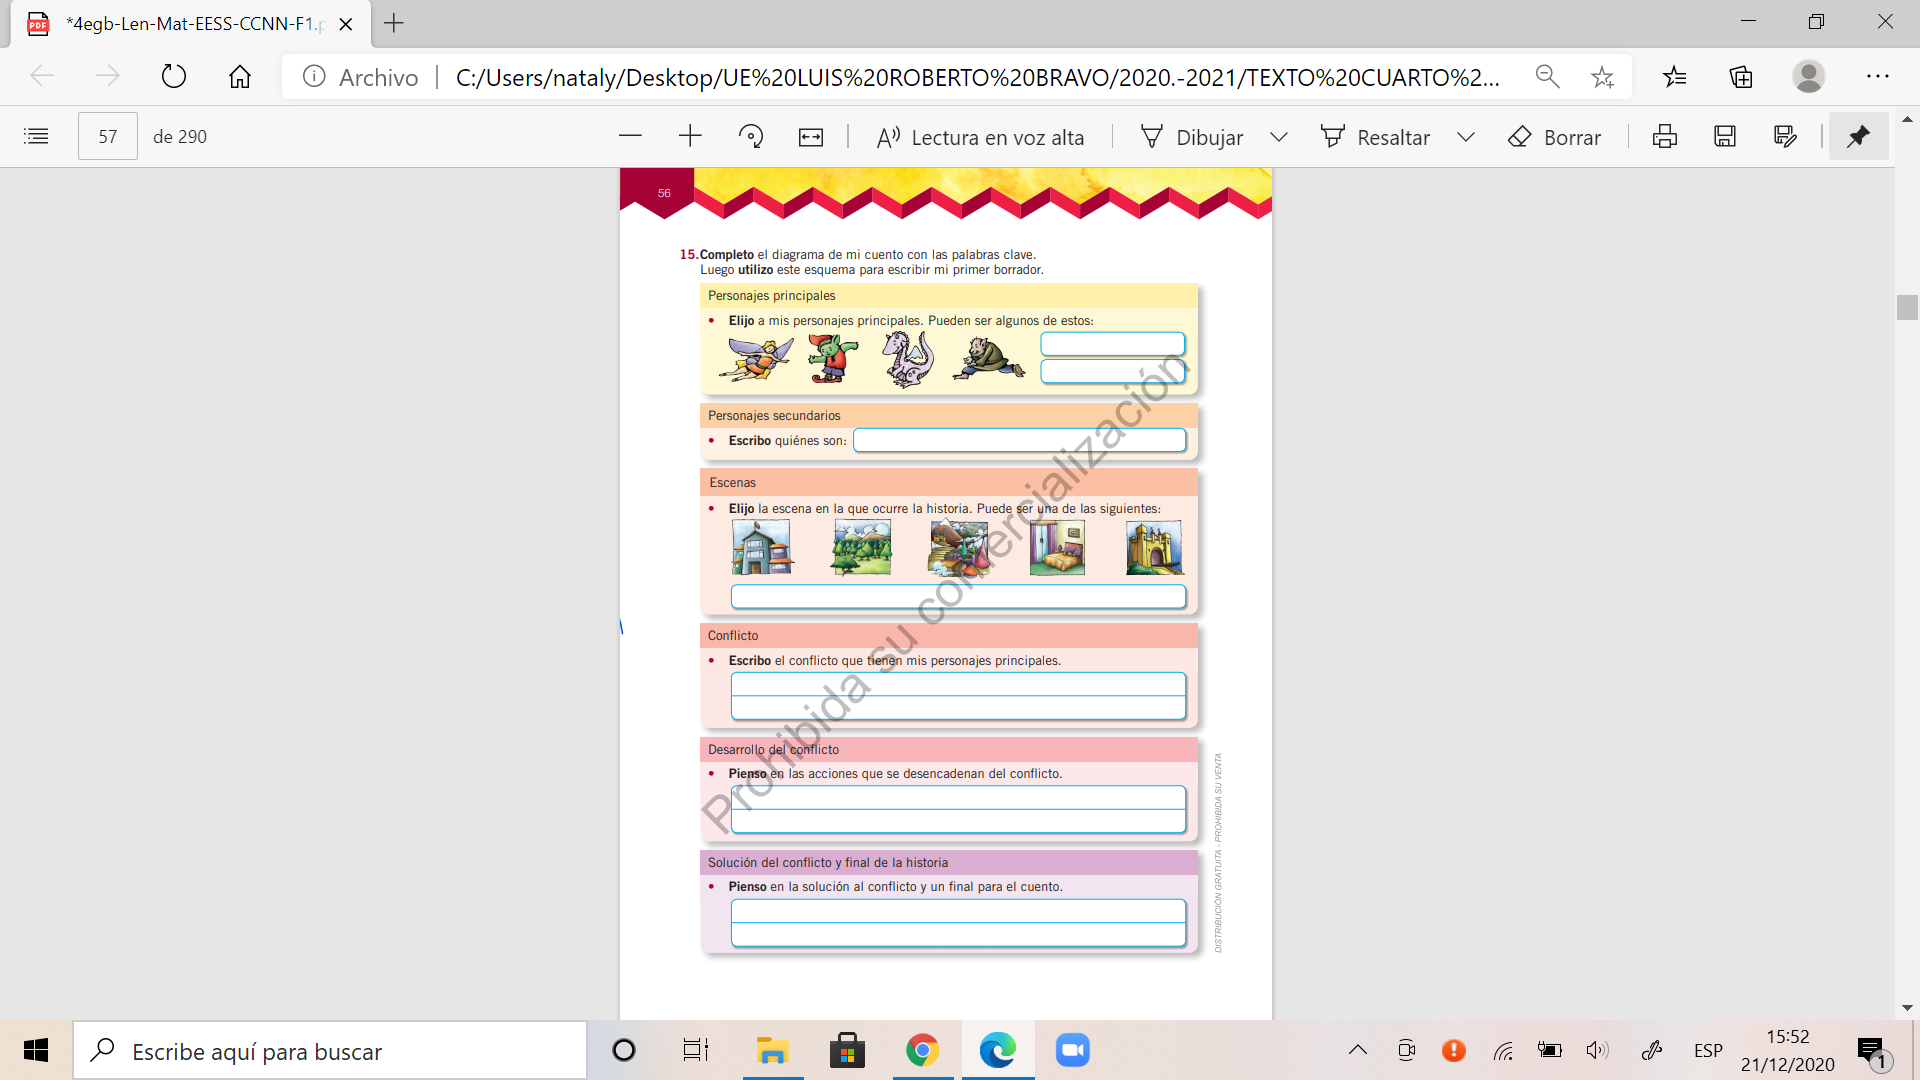 *4egb-Len-Mat-EESS-CCNN-F1.p
Archivo
C:/Users/nataly/Desktop/UE%20LUIS%20ROBERTO%20BRAVO/2020.-2021/TEXTO%20CUARTO%2...
57 de 290
Lectura en voz alta
Dibujar
Resaltar
Borrar
56
15. Completo el diagrama de mi cuento con las palabras clave.
Luego utilizo este esquema para escribir mi primer borrador.
Personajes principales
• Elijo a mis personajes principales. Pueden ser algunos de estos:
Personajes secundarios
• Escribo quiénes son:
Escenas
• Elijo la escena en la que ocurre la historia. Puede ser una de las siguientes:
Conflicto
• Escribo el conflicto que tienen mis personajes principales.
Desarrollo del conflicto
• Pienso en las acciones que se desencadenan del conflicto.
Solución del conflicto y final de la historia
• Pienso en la solución al conflicto y un final para el cuento.
Prohibida su comercialización
DISTRIBUCIÓN GRATUITA - PROHIBIDA SU VENTA
Escribe aquí para buscar
ESP
15:52
21/12/2020
1